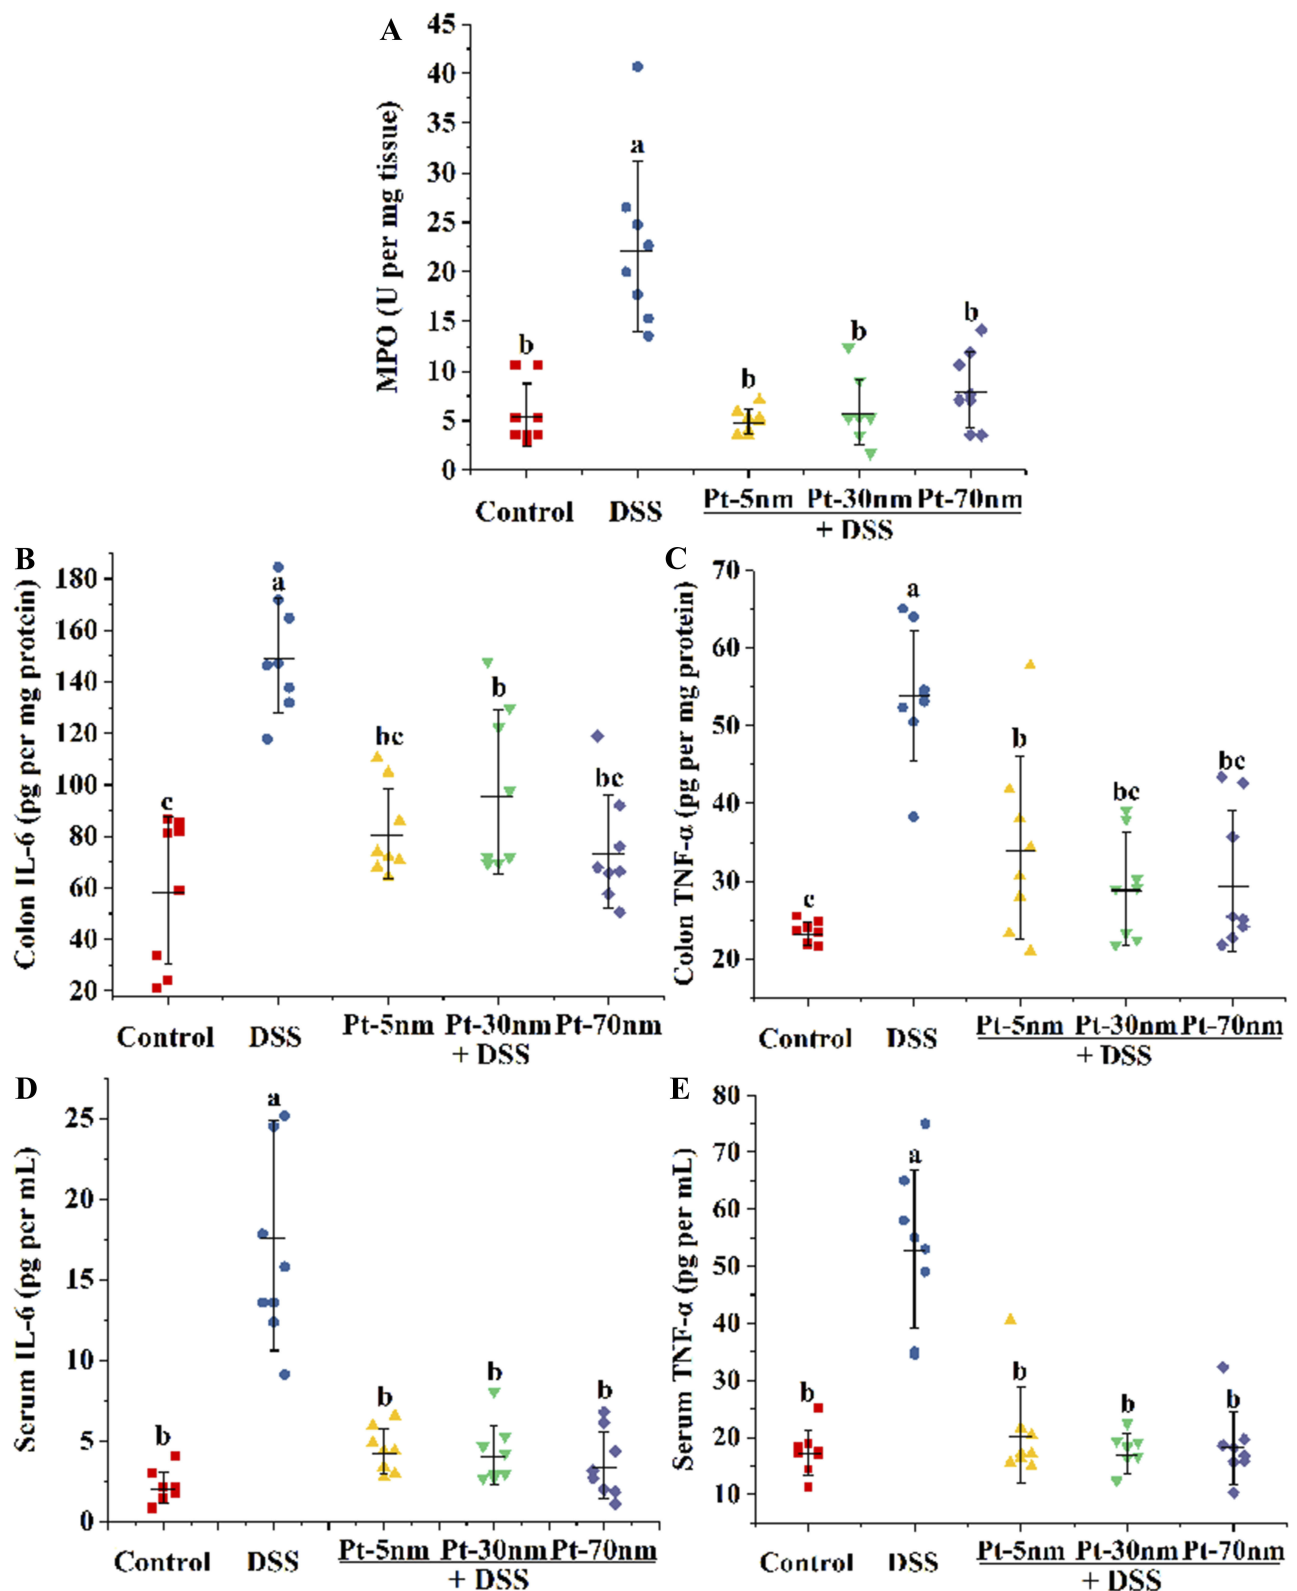 A
MPO (U per mg tissue)
45
40
35
30
25
20
15
10
5
0
a
b
b
b
b
Control
DSS
Pt-5nm
Pt-30nm
Pt-70nm
+ DSS
B
Colon IL-6 (pg per mg protein)
180
160
140
120
100
80
60
40
20
a
c
bc
b
bc
Control
DSS
Pt-5nm
Pt-30nm
Pt-70nm
+ DSS
C
Colon TNF-α (pg per mg protein)
70
60
50
40
30
20
a
c
b
bc
bc
Control
DSS
Pt-5nm
Pt-30nm
Pt-70nm
+ DSS
D
Serum IL-6 (pg per mL)
25
20
15
10
5
0
a
b
b
b
b
Control
DSS
Pt-5nm
Pt-30nm
Pt-70nm
+ DSS
E
Serum TNF-α (pg per mL)
80
70
60
50
40
30
20
10
a
b
b
b
b
Control
DSS
Pt-5nm
Pt-30nm
Pt-70nm
+ DSS